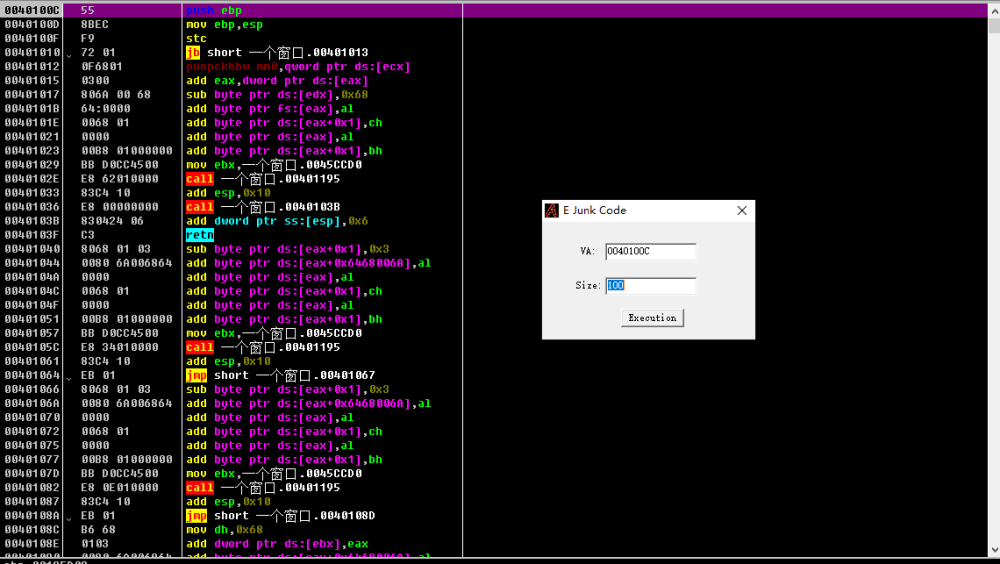 0040100C 55 push ebp
0040100D 8BEC mov ebp,esp
0040100F F9 stc
00401010 72 01 jb short 一个窗口.00401013
00401012 0F6801 punpckhbw mm0,qword ptr ds:[ecx]
00401015 0300 add eax,dword ptr ds:[eax]
00401017 806A 00 68 sub byte ptr ds:[edx],0x68
0040101B 64:0000 add byte ptr fs:[eax],al
0040101E 0068 01 add byte ptr ds:[eax+0x1],ch
00401021 0000 add byte ptr ds:[eax],al
00401023 00B8 01000000 add byte ptr ds:[eax+0x1],bh
00401029 BB D0CC4500 mov ebx,一个窗口.0045CCD0
0040102E E8 62010000 call 一个窗口.00401195
00401033 83C4 10 add esp,0x10
00401036 E8 00000000 call 一个窗口.0040103B
0040103B 830424 06 add dword ptr ss:[esp],0x6
0040103F C3 retn
00401040 8068 01 03 sub byte ptr ds:[eax+0x1],0x3
00401044 0080 6A006864 add byte ptr ds:[eax+0x6468006A],al
0040104A 0000 add byte ptr ds:[eax],al
0040104C 0068 01 add byte ptr ds:[eax+0x1],ch
0040104F 0000 add byte ptr ds:[eax],al
00401051 00B8 01000000 add byte ptr ds:[eax+0x1],bh
00401057 BB D0CC4500 mov ebx,一个窗口.0045CCD0
0040105C E8 34010000 call 一个窗口.00401195
00401061 83C4 10 add esp,0x10
00401064 EB 01 jmp short 一个窗口.00401067
00401066 8068 01 03 sub byte ptr ds:[eax+0x1],0x3
0040106A 0080 6A006864 add byte ptr ds:[eax+0x6468006A],al
00401070 0000 add byte ptr ds:[eax],al
00401072 0068 01 add byte ptr ds:[eax+0x1],ch
00401075 0000 add byte ptr ds:[eax],al
00401077 00B8 01000000 add byte ptr ds:[eax+0x1],bh
0040107D BB D0CC4500 mov ebx,一个窗口.0045CCD0
00401082 E8 0E010000 call 一个窗口.00401195
00401087 83C4 10 add esp,0x10
0040108A EB 01 jmp short 一个窗口.0040108D
0040108C B6 68 mov dh,0x68
0040108E 0103 add dword ptr ds:[ebx],eax
E Junk Code
VA: 0040100C
Size: 100
Execution